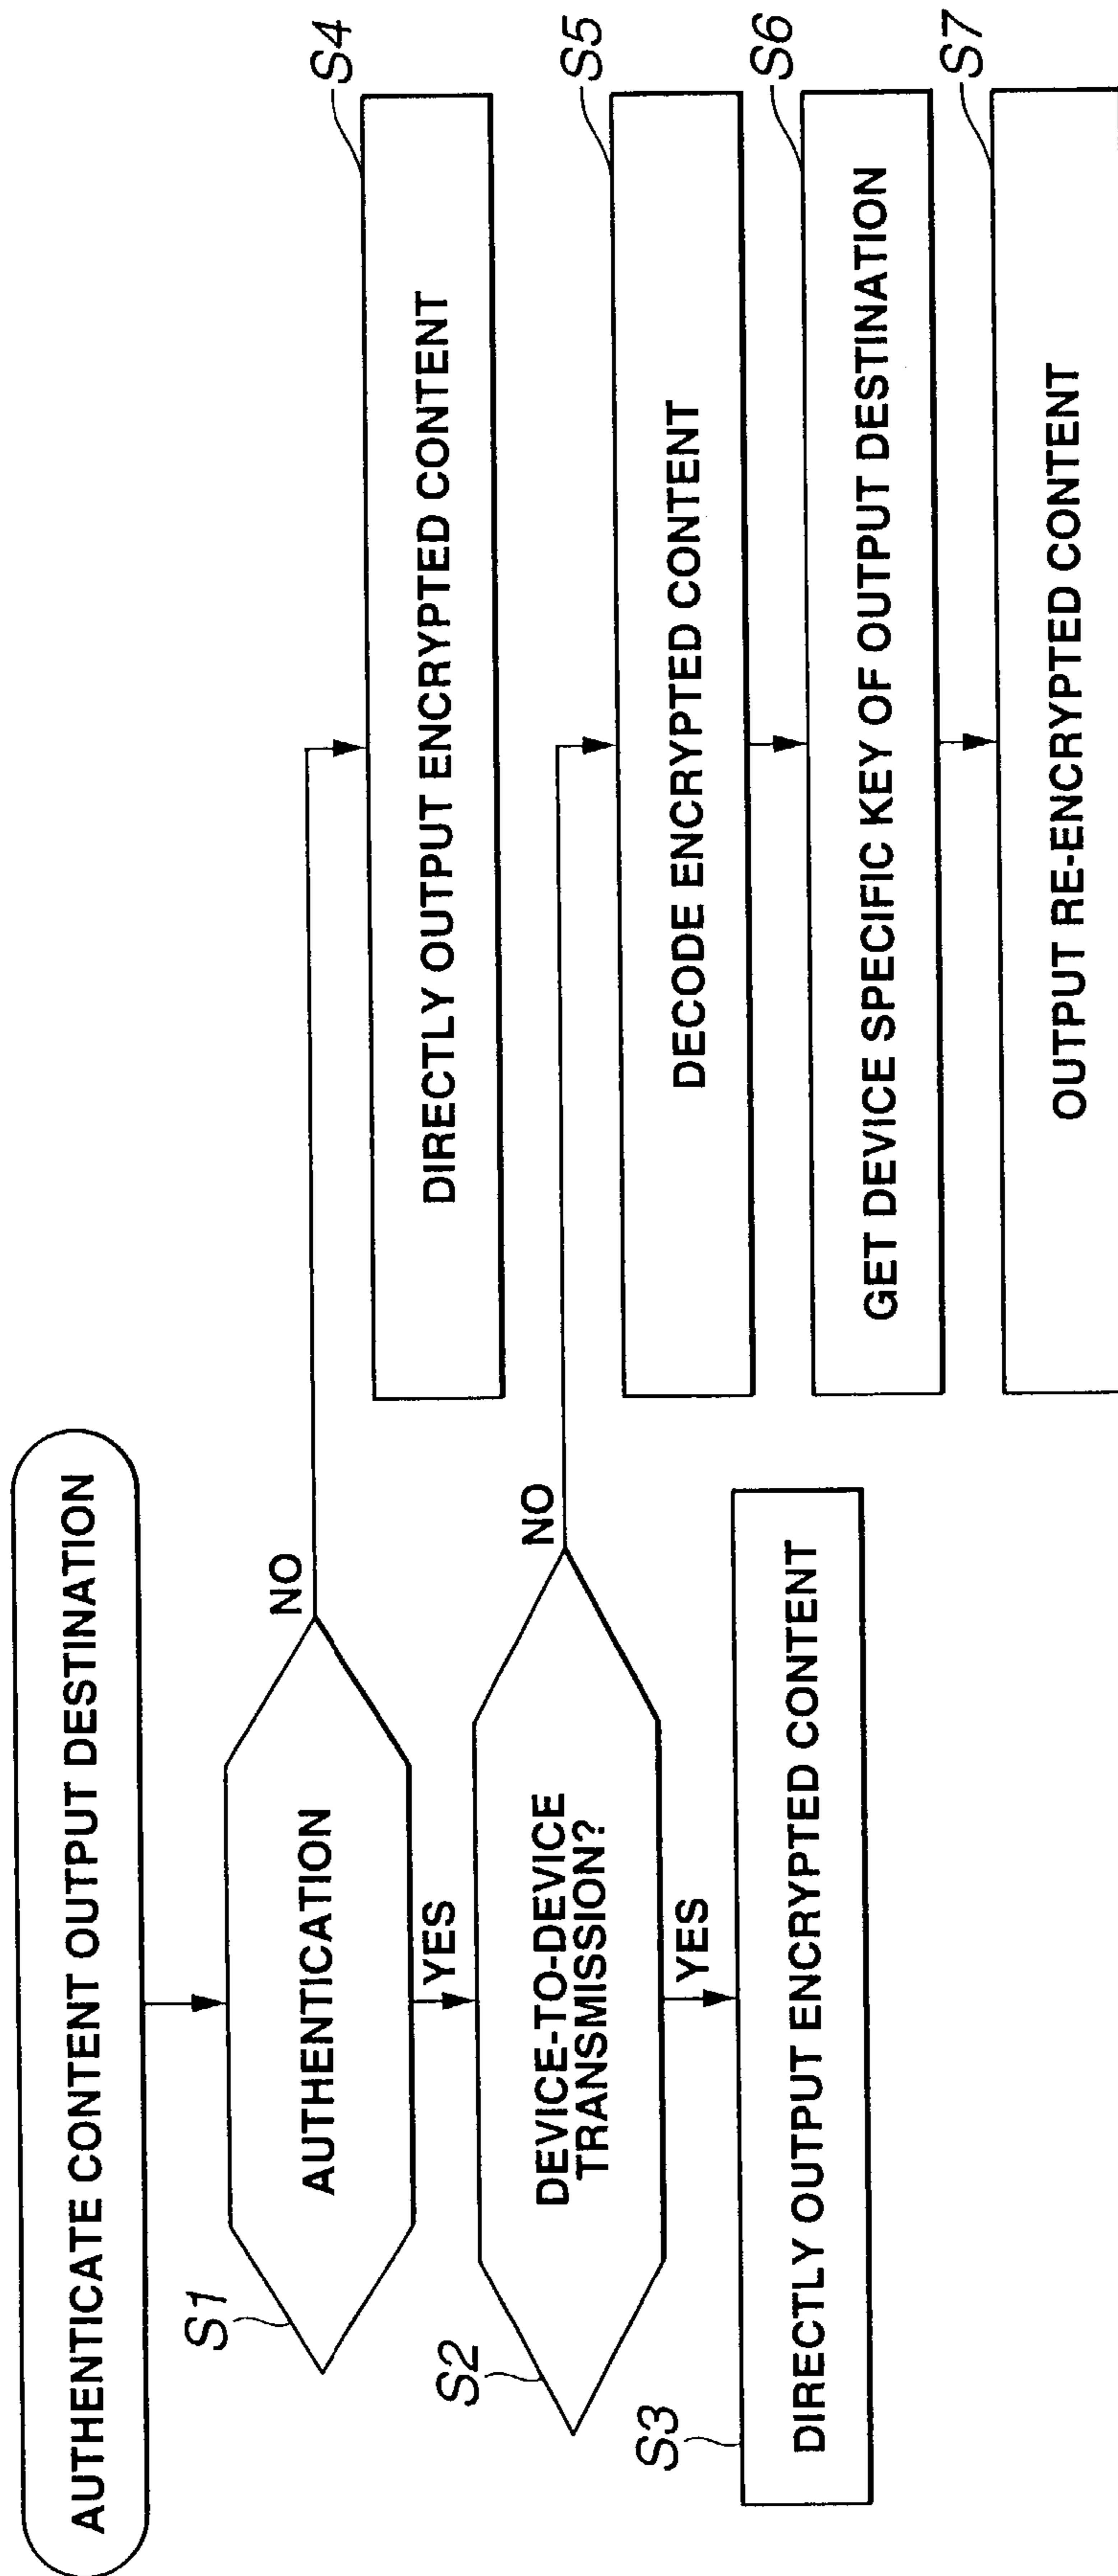 AUTHENTICATE CONTENT OUTPUT DESTINATION
S1
AUTHENTICATION
NO
YES
S4
DIRECTLY OUTPUT ENCRYPTED CONTENT
S2
DEVICE-TO-DEVICE
TRANSMISSION?
NO
YES
S3
DIRECTLY OUTPUT ENCRYPTED CONTENT
S5
DECODE ENCRYPTED CONTENT
S6
GET DEVICE SPECIFIC KEY OF OUTPUT DESTINATION
S7
OUTPUT RE-ENCRYPTED CONTENT